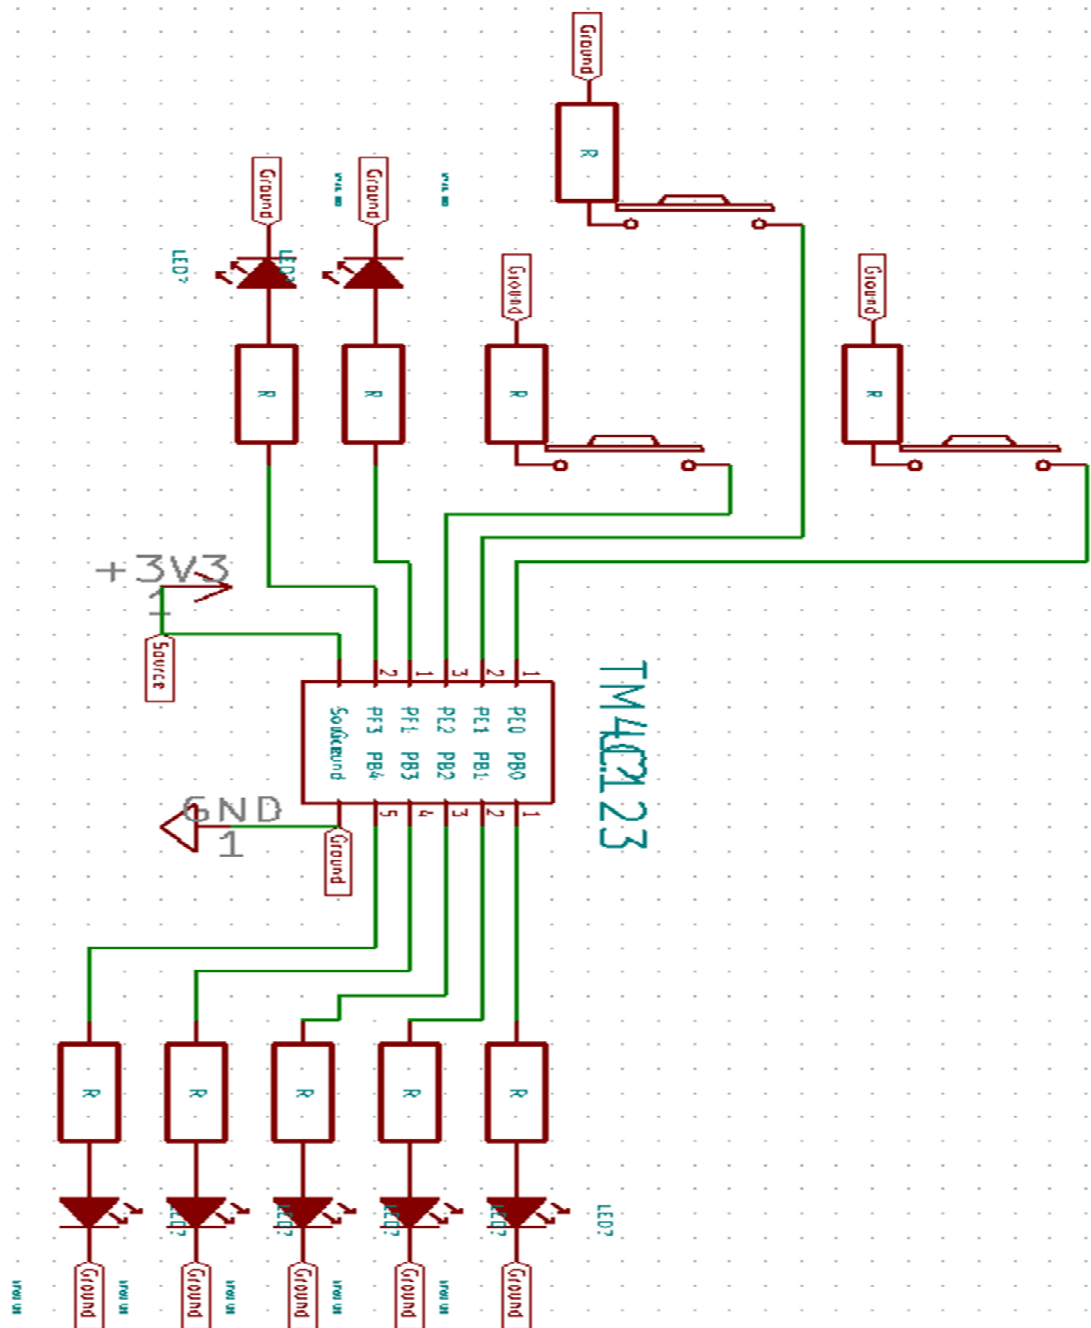 Ground
R
Ground
Ground
LED?
LED?
Ground
Ground
R
R
R
R
+3V3
1
Source
2
1
3
2
1
TM4C123
PF3
PF1
PE2
PE1
PE0
PB4
PB3
PB2
PB1
PB0
GND
1
5
4
3
2
1
Ground
R
R
R
R
R
LED?
LED?
LED?
LED?
LED?
Ground
Ground
Ground
Ground
Ground